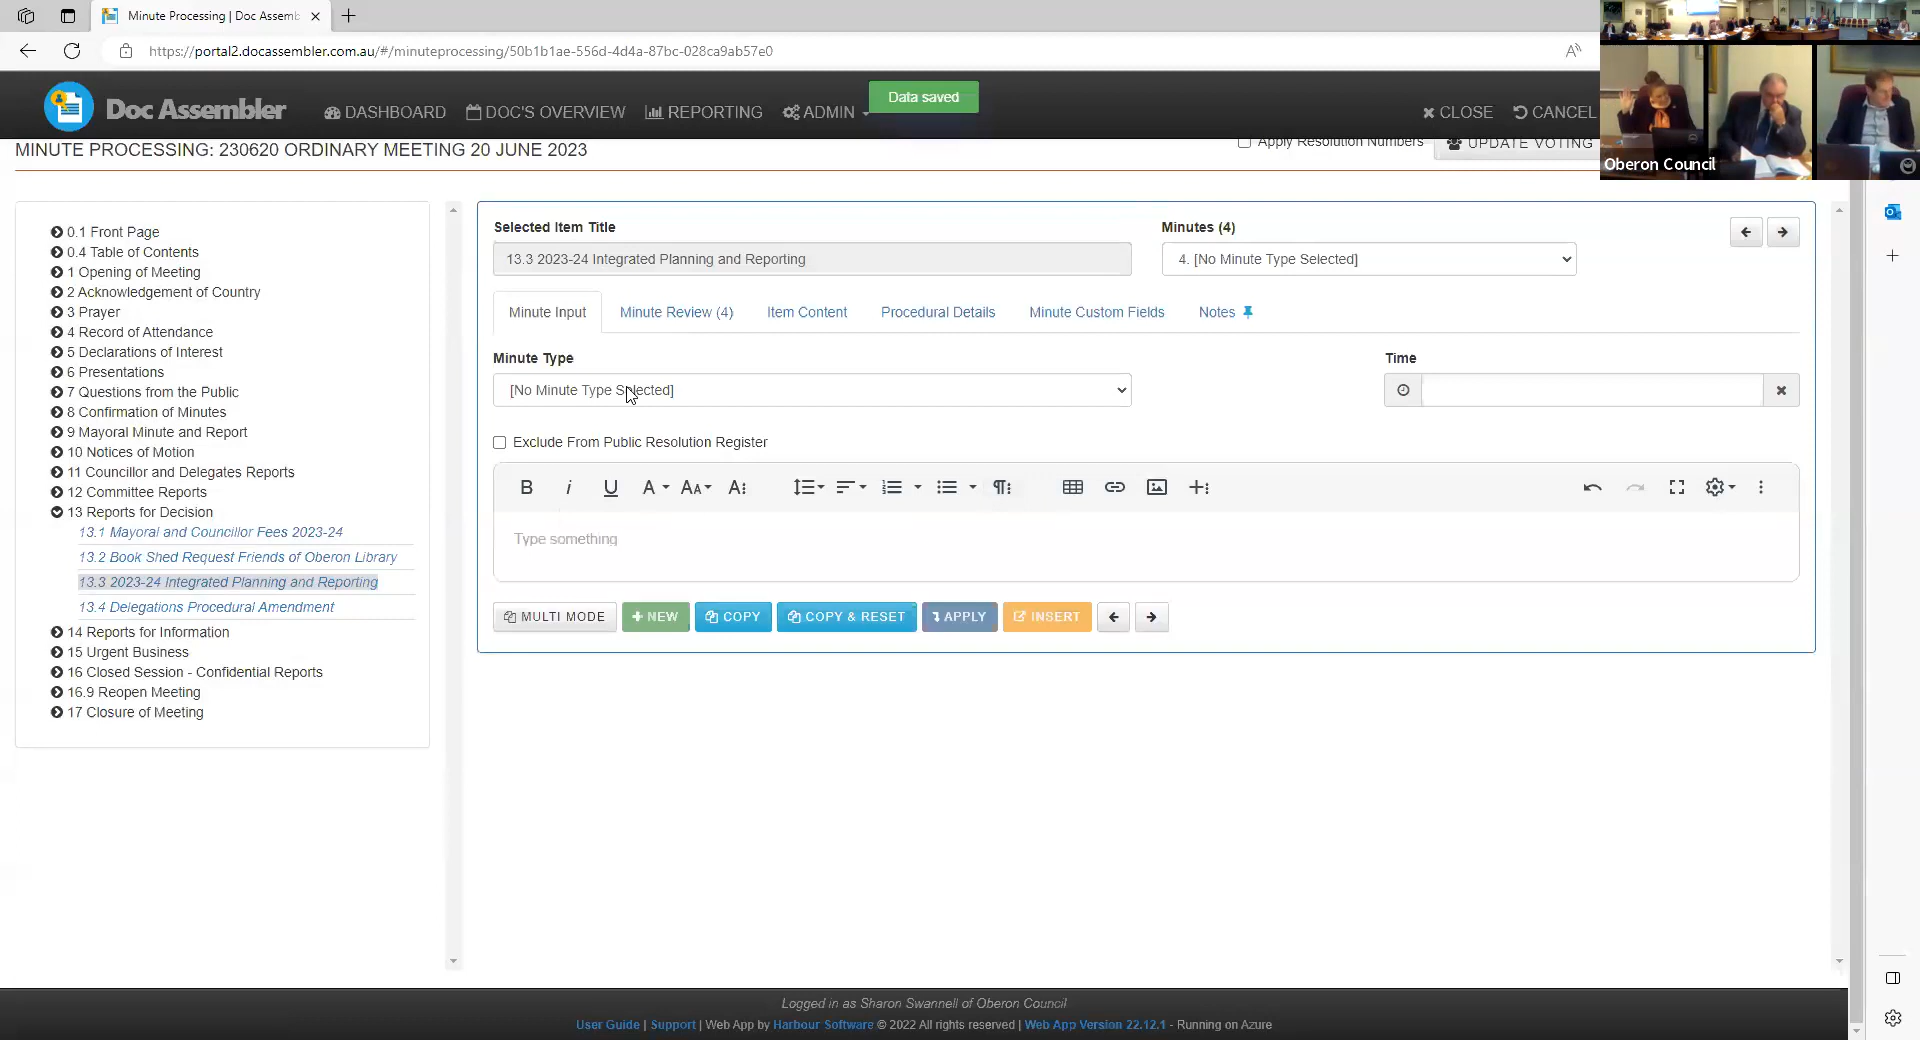 Minute Processing | Doc Assemb
https://portal2.docassembler.com.au/#/minuteprocessing/50b1b1ae-556d-4d4a-87bc-028ca9ab57e0
Doc Assembler
DASHBOARD
DOC'S OVERVIEW
REPORTING
ADMIN
Data saved
CLOSE
CANCEL
Oberon Council
MINUTE PROCESSING: 230620 ORDINARY MEETING 20 JUNE 2023
Apply Resolution Numbers
UPDATE VOTING
0.1 Front Page
0.4 Table of Contents
1 Opening of Meeting
2 Acknowledgement of Country
3 Prayer
4 Record of Attendance
5 Declarations of Interest
6 Presentations
7 Questions from the Public
8 Confirmation of Minutes
9 Mayoral Minute and Report
10 Notices of Motion
11 Councillor and Delegates Reports
12 Committee Reports
13 Reports for Decision
13.1 Mayoral and Councillor Fees 2023-24
13.2 Book Shed Request Friends of Oberon Library
13.3 2023-24 Integrated Planning and Reporting
13.4 Delegations Procedural Amendment
14 Reports for Information
15 Urgent Business
16 Closed Session - Confidential Reports
16.9 Reopen Meeting
17 Closure of Meeting
Selected Item Title
Minutes (4)
13.3 2023-24 Integrated Planning and Reporting
4. [No Minute Type Selected]
Minute Input
Minute Review (4)
Item Content
Procedural Details
Minute Custom Fields
Notes
Minute Type
Time
[No Minute Type Selected]
Exclude From Public Resolution Register
Type something
MULTI MODE
NEW
COPY
COPY & RESET
APPLY
INSERT
Logged in as Sharon Swannell of Oberon Council
User Guide | Support | Web App by Harbour Software © 2022 All rights reserved | Web App Version 22.12.1 - Running on Azure